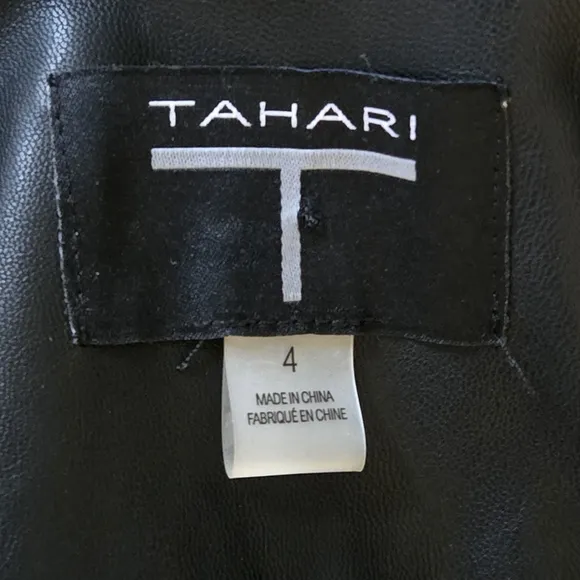 TAHARI
T
4
MADE IN CHINA
FABRIQUÉ EN CHINE